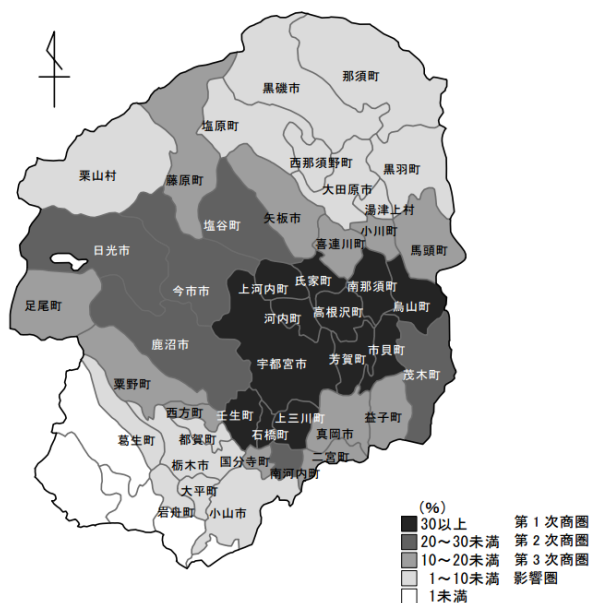 那須町
黒磯市
塩原町
西那須野町
黒羽町
栗山村
藤原町
大田原市
湯津上村
塩谷町
矢板市
小川町
喜連川町
馬頭町
日光市
氏家町
上河内町
南那須町
今市市
足尾町
高根沢町
烏山町
河内町
鹿沼市
市貝町
宇都宮市
芳賀町
茂木町
粟野町
西方町
壬生町
上三川町
益子町
石橋町
真岡市
葛生町
都賀町
国分寺町
二宮町
栃木市
南河内町
大平町
岩舟町
小山市
(%)
30以上 第1次商圏
20~30未満 第2次商圏
10~20未満 第3次商圏
1~10未満 影響圏
1未満